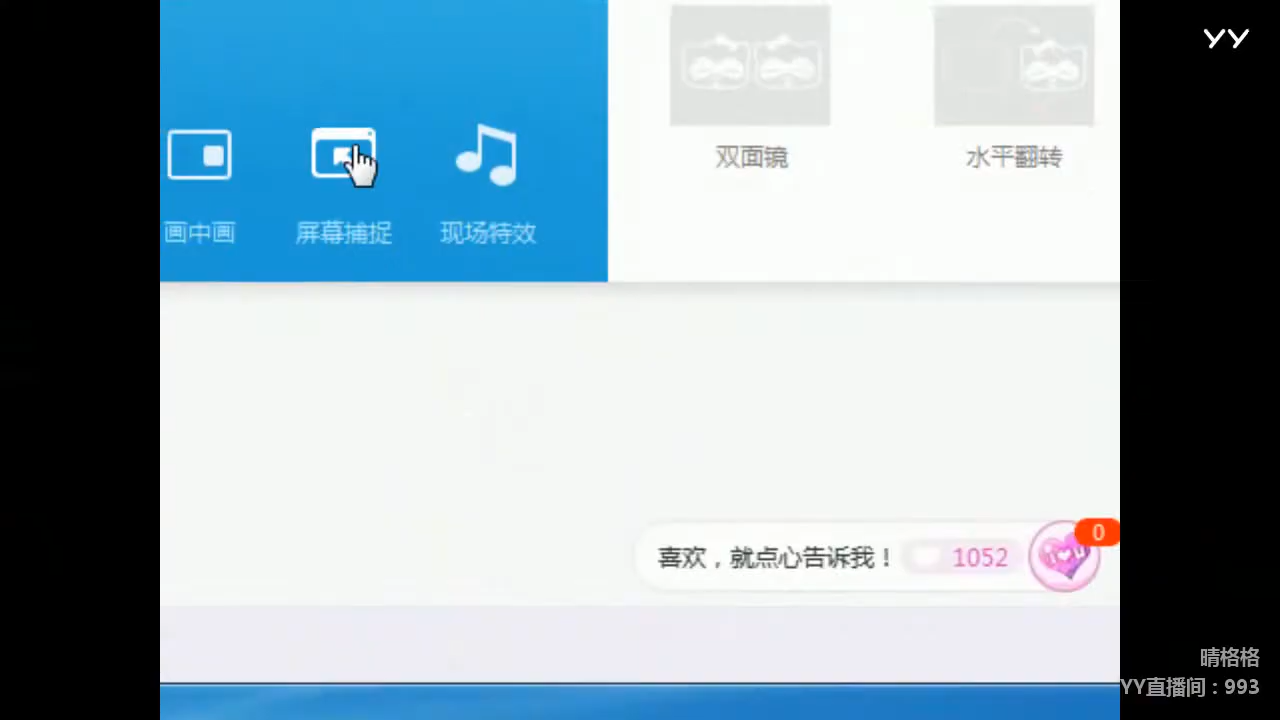 YY
双面镜
水平翻转
画中画
屏幕捕捉
现场特效
0
喜欢，就点心告诉我！ 1052
晴格格
YY直播间：993